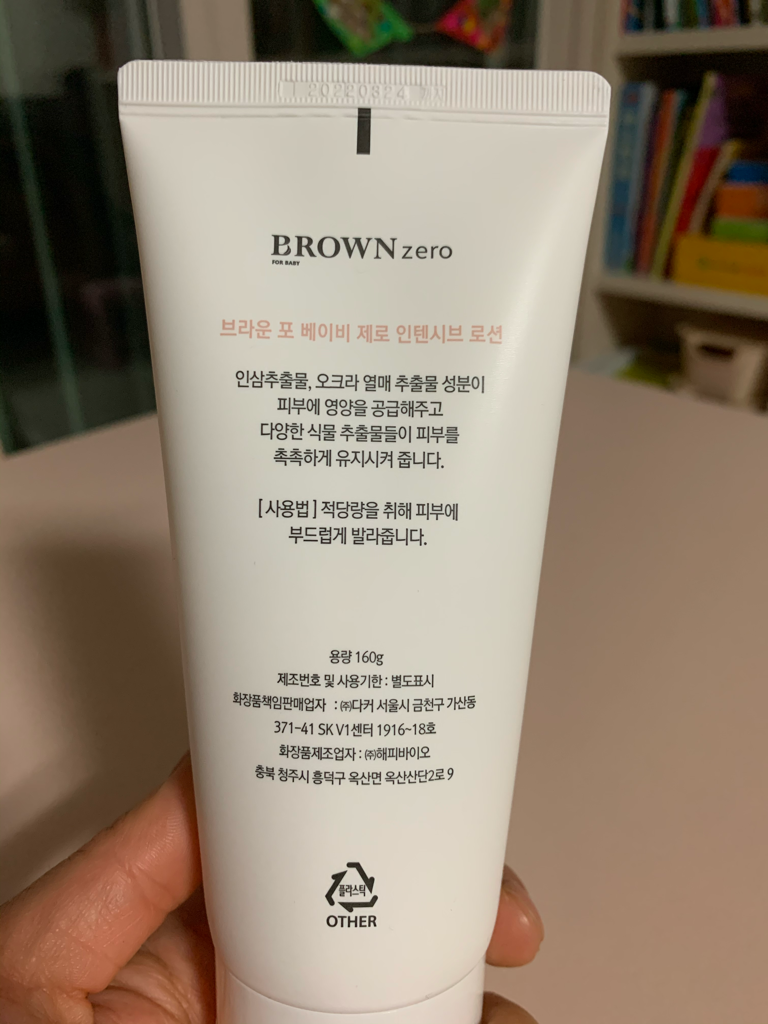 20220324
BROWN zero
FOR BABY
브라운 포 베이비 제로 인텐시브 로션
인삼추출물, 오크라 열매 추출물 성분이
피부에 영양을 공급해주고
다양한 식물 추출물들이 피부를
촉촉하게 유지시켜 줍니다.
[ 사용법 ] 적당량을 취해 피부에
부드럽게 발라줍니다.
용량 160g
제조번호 및 사용기한 : 별도표시
화장품책임판매업자 : ㈜다커 서울시 금천구 가산동
371-41 SK V1센터 1916~18호
화장품제조업자 : ㈜해피바이오
충북 청주시 흥덕구 옥산면 옥산산단2로 9
플라스틱
OTHER